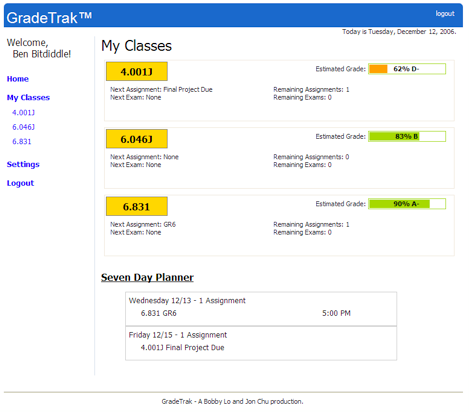 GradeTrak™
logout
Today is Tuesday, December 12, 2006.
Welcome,
Ben Bitdiddle!
Home
My Classes
4.001J
6.046J
6.831
Settings
Logout
My Classes
4.001J
Estimated Grade: 62% D-
Next Assignment: Final Project Due
Remaining Assignments: 1
Next Exam: None
Remaining Exams: 0
6.046J
Estimated Grade: 83% B
Next Assignment: None
Remaining Assignments: 0
Next Exam: None
Remaining Exams: 0
6.831
Estimated Grade: 90% A-
Next Assignment: GR6
Remaining Assignments: 1
Next Exam: None
Remaining Exams: 0
Seven Day Planner
Wednesday 12/13 - 1 Assignment
6.831 GR6 5:00 PM
Friday 12/15 - 1 Assignment
4.001J Final Project Due
GradeTrak - A Bobby Lo and Jon Chu production.